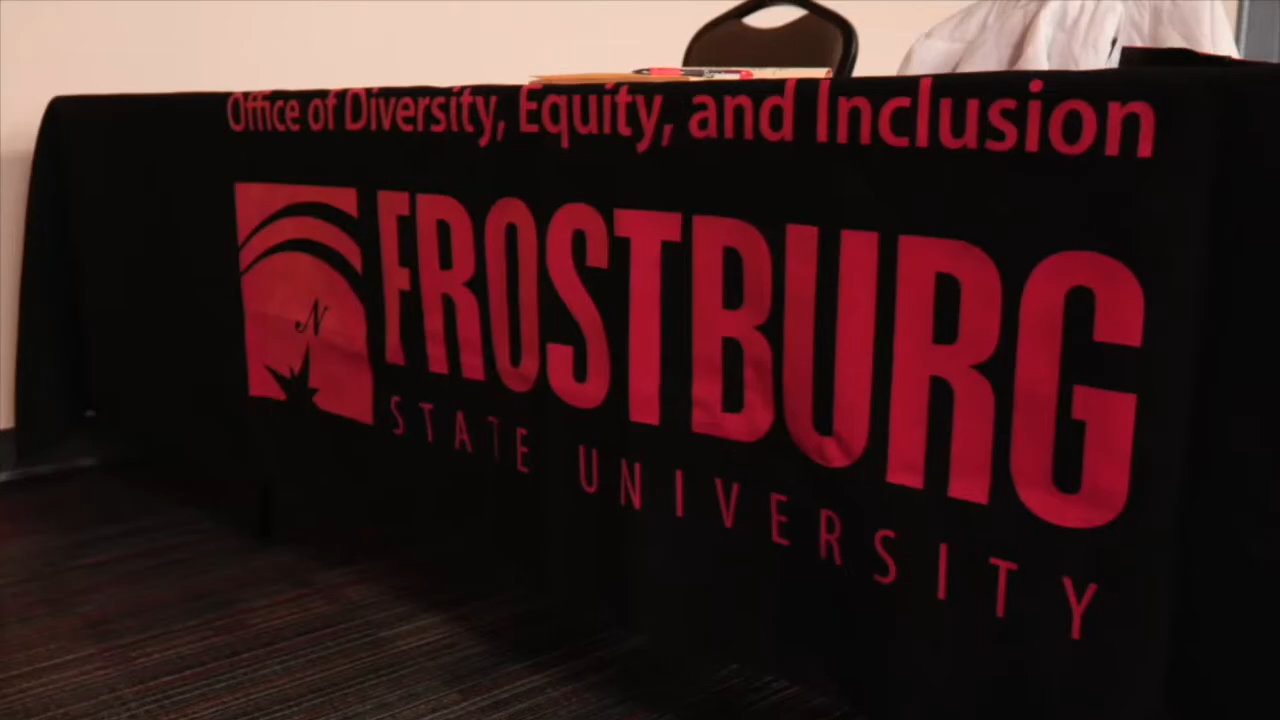 Office of Diversity, Equity, and Inclusion
N
FROSTBURG
STATE UNIVERSITY